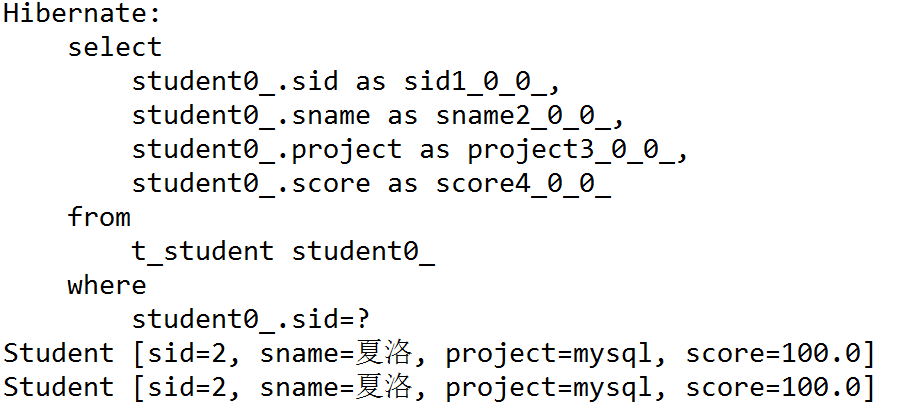 Hibernate:
    select
        student0_.sid as sid1_0_0_,
        student0_.sname as sname2_0_0_,
        student0_.project as project3_0_0_,
        student0_.score as score4_0_0_
    from
        t_student student0_
    where
        student0_.sid=?
Student [sid=2, sname=夏洛, project=mysql, score=100.0]
Student [sid=2, sname=夏洛, project=mysql, score=100.0]